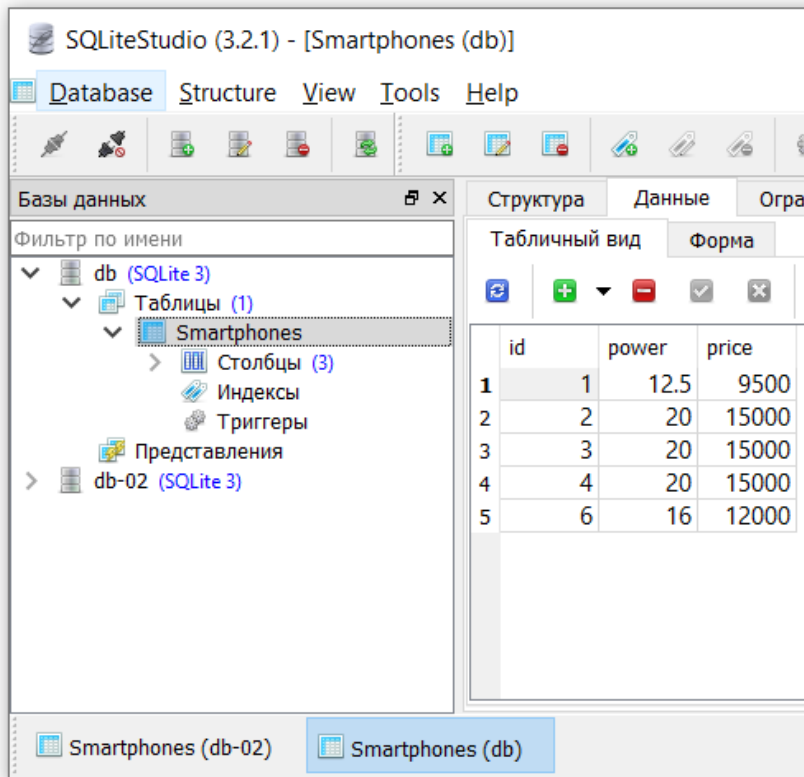 SQLiteStudio (3.2.1) - [Smartphones (db)]
Database Structure View Tools Help
Базы данных
Фильтр по имени
db (SQLite 3)
Таблицы (1)
Smartphones
Столбцы (3)
Индексы
Триггеры
Представления
db-02 (SQLite 3)
Структура Данные Огра
Табличный вид Форма
id power price
1 1 12.5 9500
2 2 20 15000
3 3 20 15000
4 4 20 15000
5 6 16 12000
Smartphones (db-02) Smartphones (db)